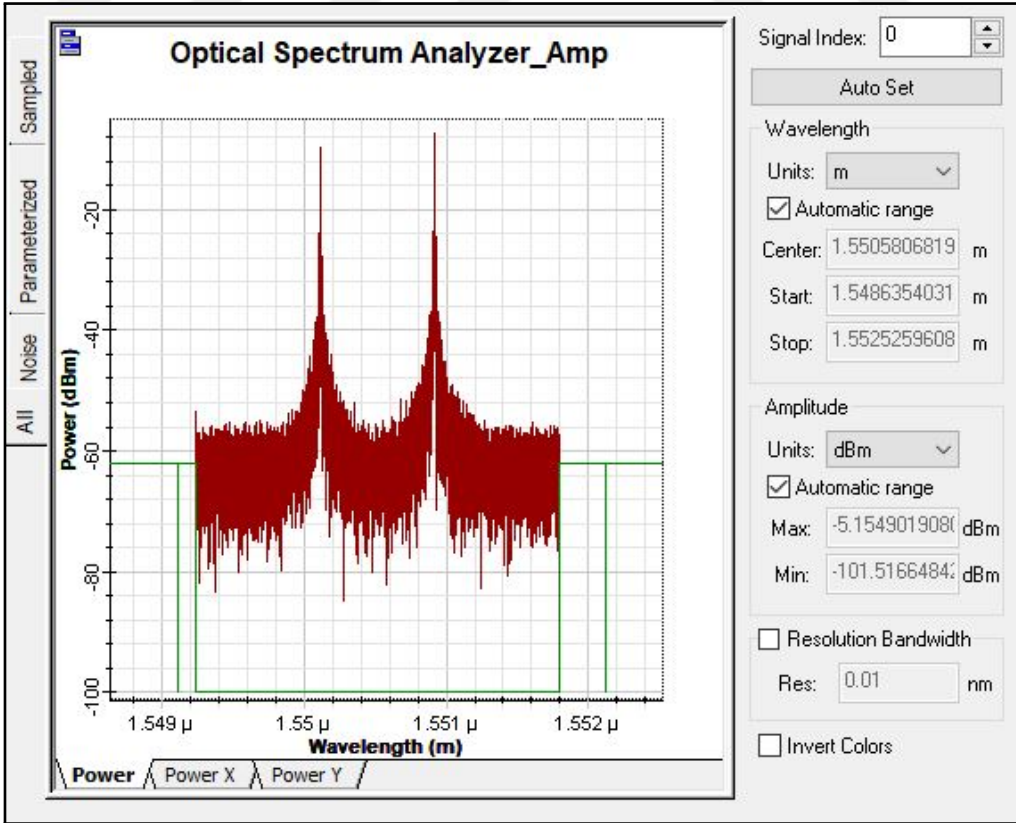 Optical Spectrum Analyzer_Amp
Sampled
Parameterized
Noise
All
Power (dBm)
-20
-40
-60
-80
-100
1.549 µ
1.55 µ
1.551 µ
1.552 µ
Wavelength (m)
Power
Power X
Power Y
Signal Index: 0
Auto Set
Wavelength
Units: m
Automatic range
Center: 1.5505806819 m
Start: 1.5486354031 m
Stop: 1.5525259608 m
Amplitude
Units: dBm
Automatic range
Max: -5.1549019080 dBm
Min: -101.51664842 dBm
Resolution Bandwidth
Res: 0.01 nm
Invert Colors